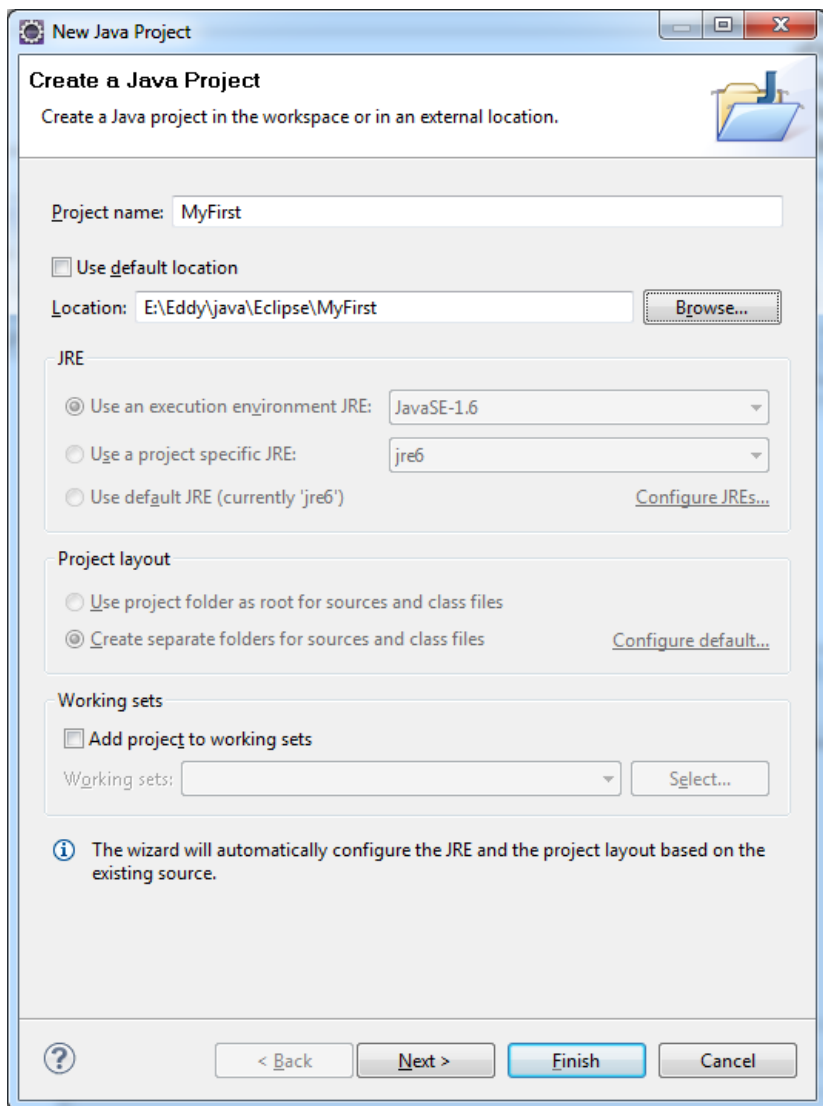 New Java Project
Create a Java Project
Create a Java project in the workspace or in an external location.
Project name: MyFirst
Use default location
Location: E:\Eddy\java\Eclipse\MyFirst Browse...
JRE
Use an execution environment JRE: JavaSE-1.6
Use a project specific JRE: jre6
Use default JRE (currently 'jre6') Configure JREs...
Project layout
Use project folder as root for sources and class files
Create separate folders for sources and class files Configure default...
Working sets
Add project to working sets
Working sets: Select...
The wizard will automatically configure the JRE and the project layout based on the
existing source.
? < Back Next > Finish Cancel